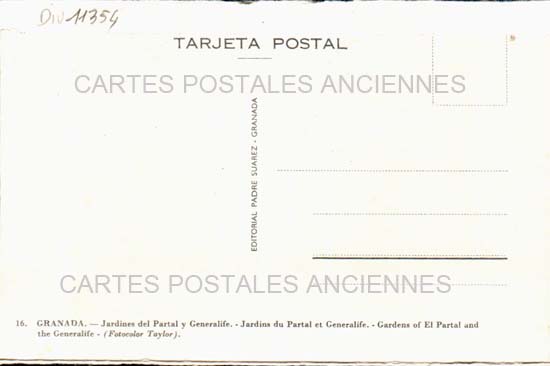 Div 11354
TARJETA POSTAL
CARTES POSTALES ANCIENNES
EDITORIAL PADRE SUAREZ - GRANADA
CARTES POSTALES ANCIENNES
16. GRANADA. — Jardines del Partal y Generalife. - Jardins du Partal et Generalife. - Gardens of El Partal and
the Generalife - (Fotocolor Taylor).